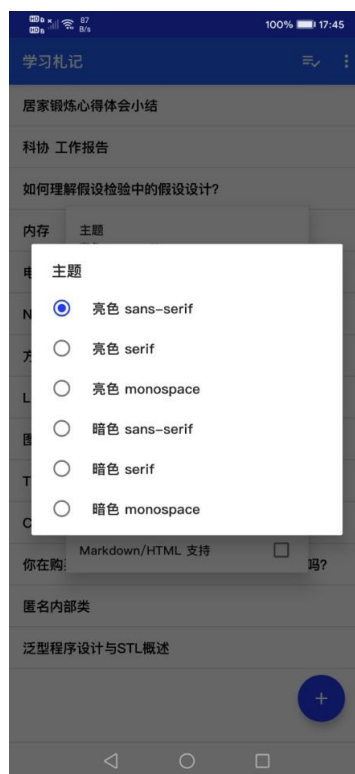 HD B HD B 87 B/s 100% 17:45
学习札记
居家锻炼心得体会小结
科协 工作报告
如何理解假设检验中的假设设计?
内存
主题
主题
亮色 sans-serif
亮色 serif
亮色 monospace
暗色 sans-serif
暗色 serif
暗色 monospace
N
L
T
C
Markdown/HTML 支持
你在购
吗?
匿名内部类
泛型程序设计与STL概述